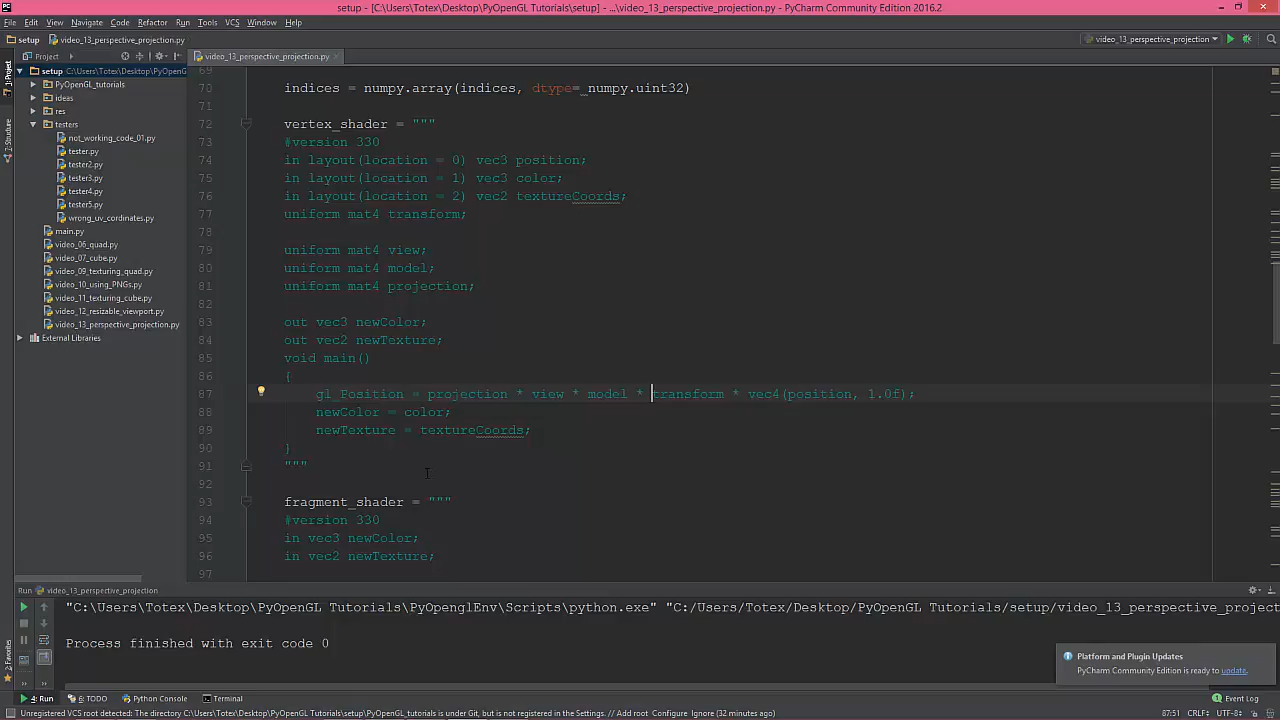 setup - [C:\Users\Totex\Desktop\PyOpenGL Tutorials\setup] - ...\video_13_perspective_projection.py - PyCharm Community Edition 2016.2
File Edit View Navigate Code Refactor Run Tools VCS Window Help
setup video_13_perspective_projection.py
video_13_perspective_projection
Project
video_13_perspective_projection.py
setup C:\Users\Totex\Desktop\PyOpenG
PyOpenGL_tutorials
ideas
res
testers
not_working_code_01.py
tester.py
tester2.py
tester3.py
tester4.py
tester5.py
wrong_uv_cordinates.py
main.py
video_06_quad.py
video_07_cube.py
video_09_texturing_quad.py
video_10_using_PNGs.py
video_11_texturing_cube.py
video_12_resizable_viewport.py
video_13_perspective_projection.py
External Libraries
1: Project
7: Structure
2: Favorites
69
70 indices = numpy.array(indices, dtype= numpy.uint32)
71
72 vertex_shader = """
73 #version 330
74 in layout(location = 0) vec3 position;
75 in layout(location = 1) vec3 color;
76 in layout(location = 2) vec2 textureCoords;
77 uniform mat4 transform;
78
79 uniform mat4 view;
80 uniform mat4 model;
81 uniform mat4 projection;
82
83 out vec3 newColor;
84 out vec2 newTexture;
85 void main()
86 {
87 gl_Position = projection * view * model * transform * vec4(position, 1.0f);
88 newColor = color;
89 newTexture = textureCoords;
90 }
91 """
92
93 fragment_shader = """
94 #version 330
95 in vec3 newColor;
96 in vec2 newTexture;
97
Run video_13_perspective_projection
"C:\Users\Totex\Desktop\PyOpenGL Tutorials\PyOpenglEnv\Scripts\python.exe" "C:/Users/Totex/Desktop/PyOpenGL Tutorials/setup/video_13_perspective_project
Process finished with exit code 0
Platform and Plugin Updates
PyCharm Community Edition is ready to update.
4: Run 6: TODO Python Console Terminal Event Log
Unregistered VCS root detected: The directory C:\Users\Totex\Desktop\PyOpenGL Tutorials\setup\PyOpenGL_tutorials is under Git, but is not registered in the Settings. // Add root Configure Ignore (32 minutes ago) 87:51 CRLF÷ UTF-8÷